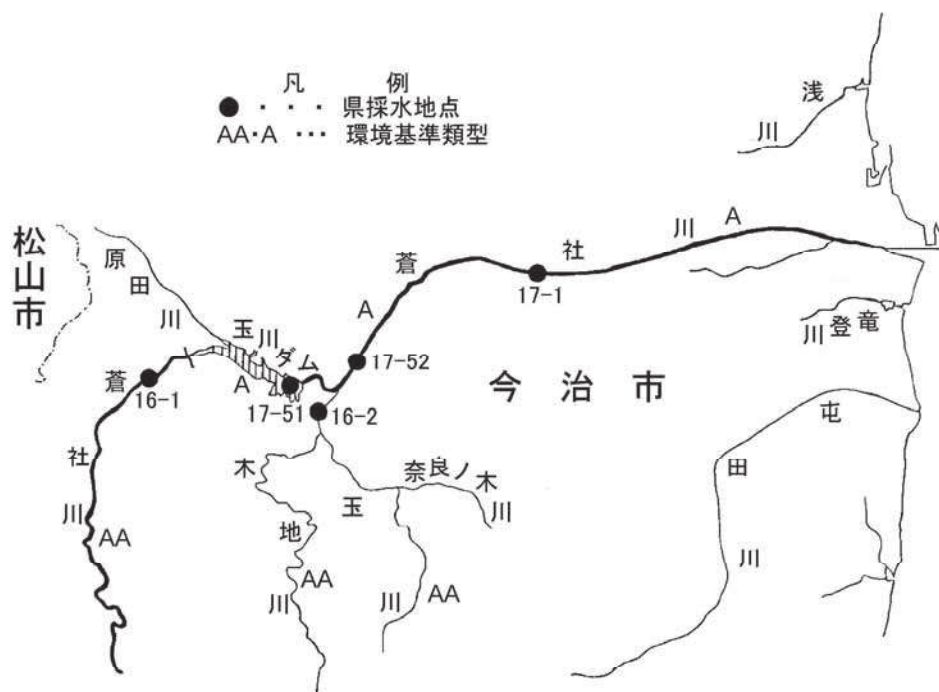 凡 例
● ・ ・ ・ 県採水地点
AA・A ・・・ 環境基準類型
浅川
松山市
原田川
玉川ダム
A
蒼社川
A
A
17-1
17-52
17-51
16-1
16-2
今治市
竜登川
屯田川
蒼社川
AA
木地川
AA
玉川
AA
奈良ノ木川